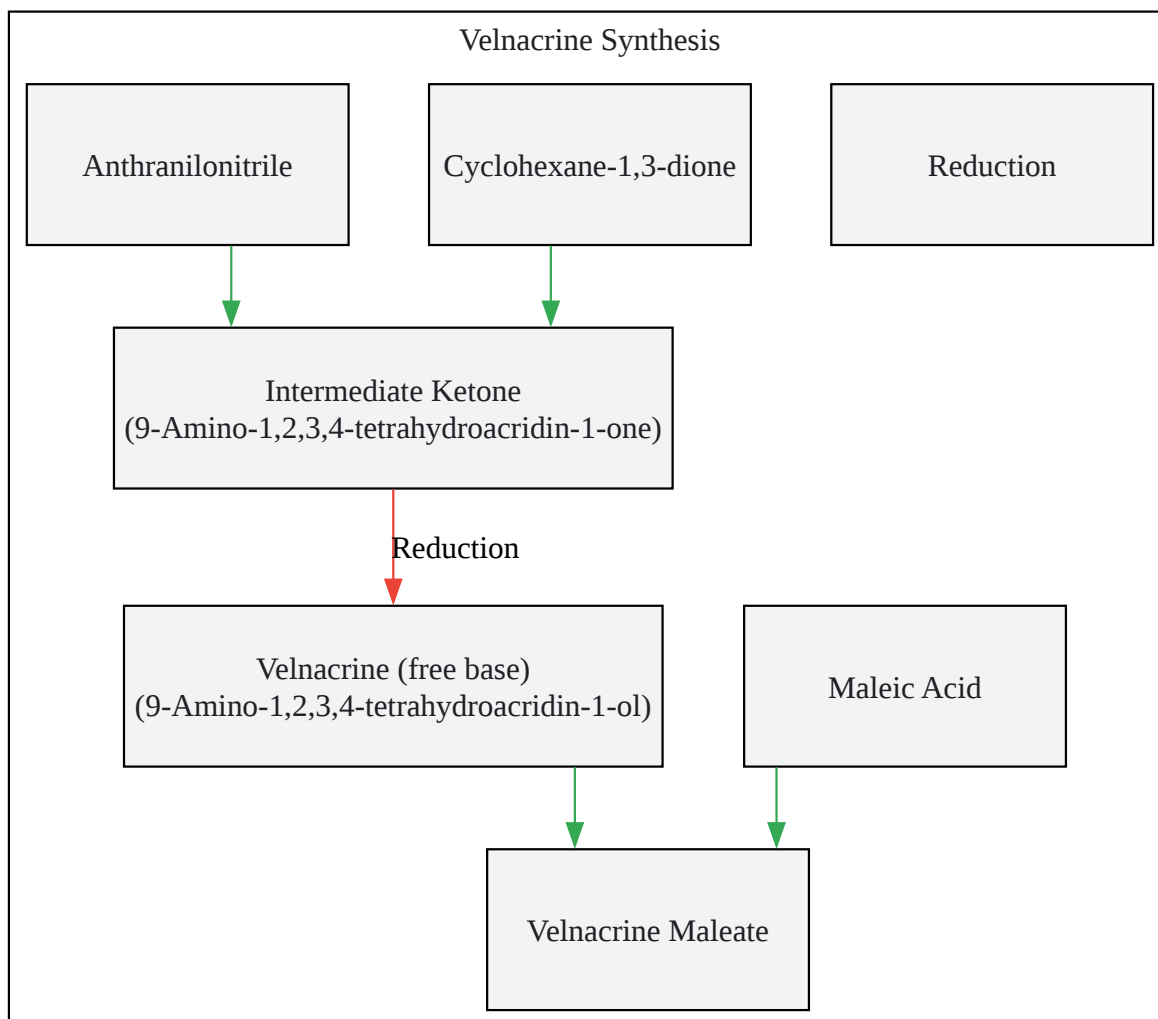 Velnacrine Synthesis
Anthranilonitrile
Cyclohexane-1,3-dione
Reduction
Intermediate Ketone
(9-Amino-1,2,3,4-tetrahydroacridin-1-one)
Reduction
Velnacrine (free base)
(9-Amino-1,2,3,4-tetrahydroacridin-1-ol)
Maleic Acid
Velnacrine Maleate